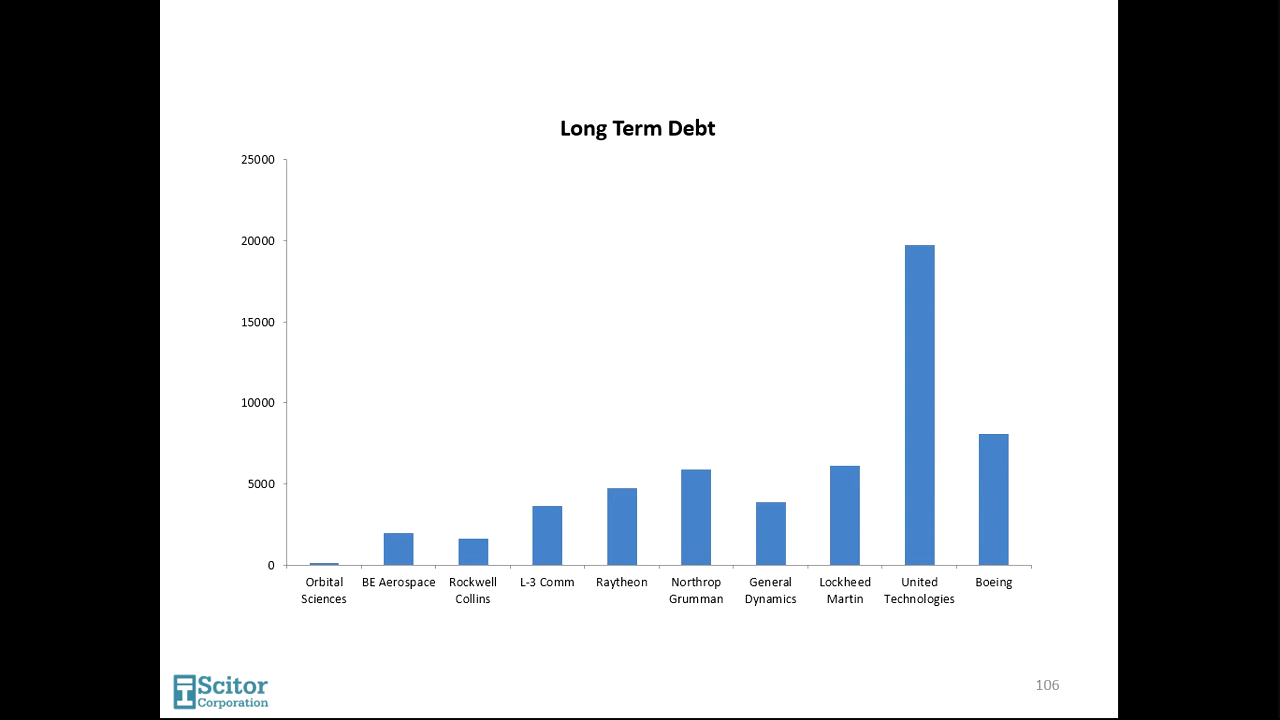 Long Term Debt
25000
20000
15000
10000
5000
0
Orbital Sciences
BE Aerospace
Rockwell Collins
L-3 Comm
Raytheon
Northrop Grumman
General Dynamics
Lockheed Martin
United Technologies
Boeing
Scitor
Corporation
106